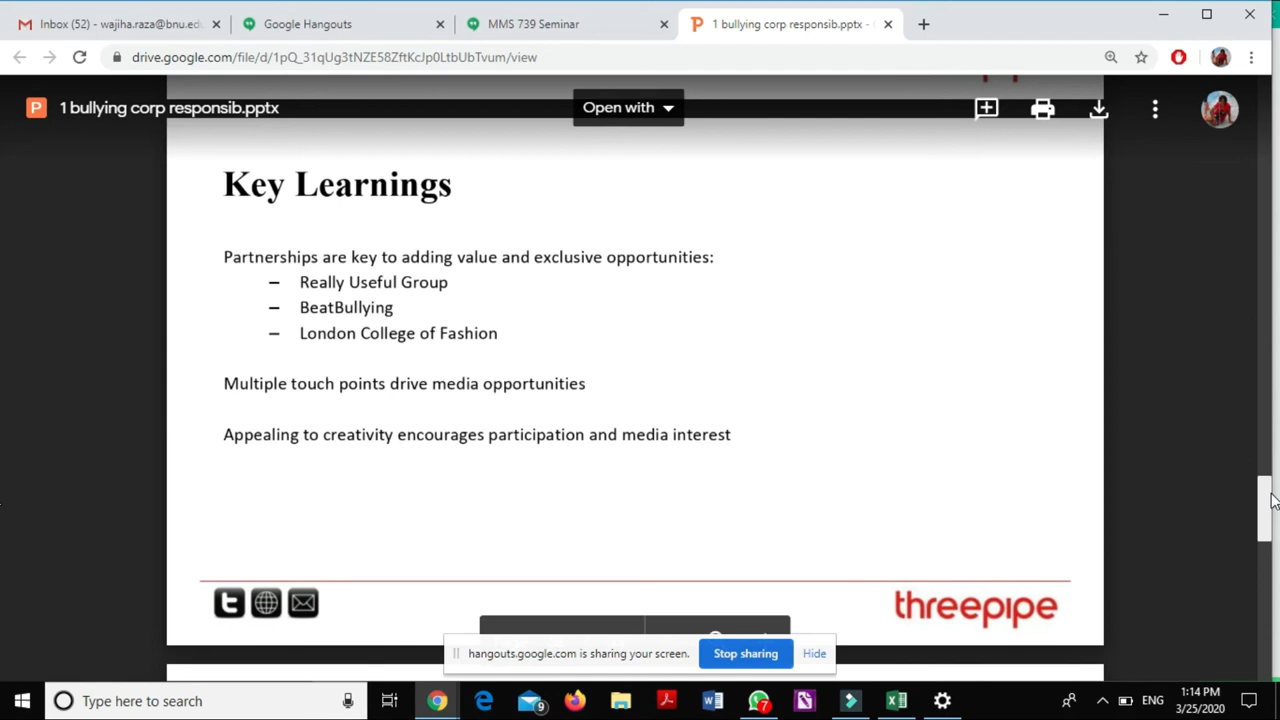 Inbox (52) - wajiha.raza@bnu.ed
Google Hangouts
MMS 739 Seminar
1 bullying corp responsib.pptx -
drive.google.com/file/d/1pQ_31qUg3tNZE58ZftKcJp0LtbUbTvum/view
P 1 bullying corp responsib.pptx
Open with
Key Learnings
Partnerships are key to adding value and exclusive opportunities:
– Really Useful Group
– BeatBullying
– London College of Fashion
Multiple touch points drive media opportunities
Appealing to creativity encourages participation and media interest
threepipe
hangouts.google.com is sharing your screen. Stop sharing Hide
Type here to search
9
7
ENG
1:14 PM
3/25/2020